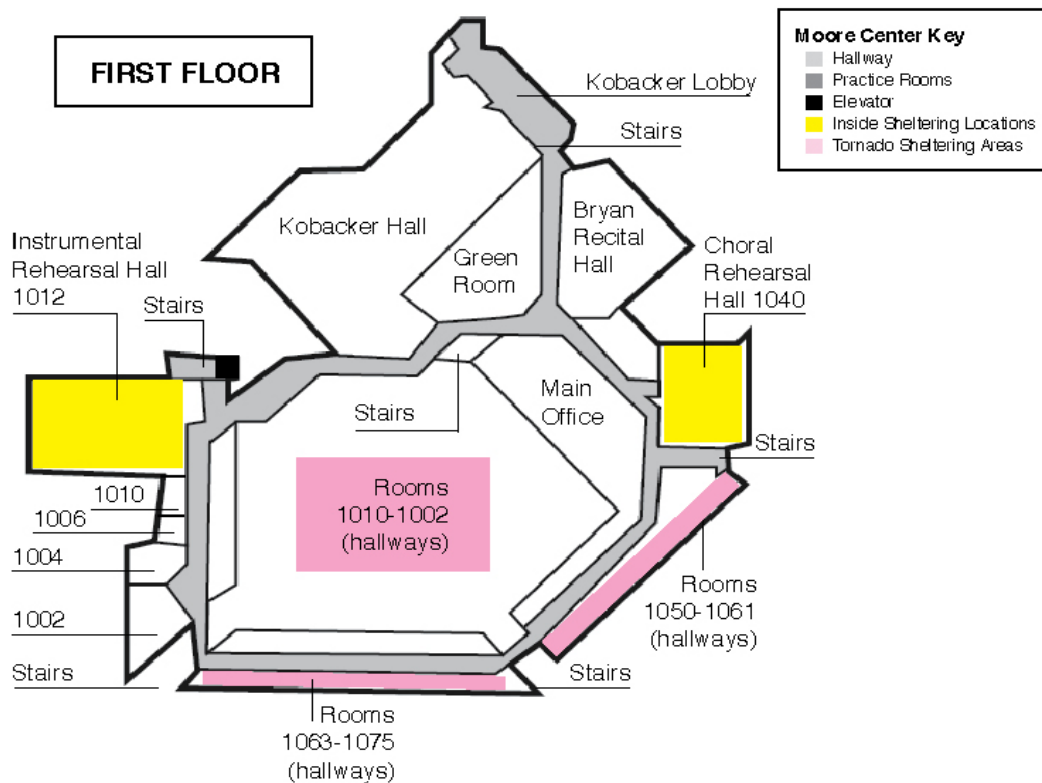 FIRST FLOOR
Moore Center Key
Hallway
Practice Rooms
Elevator
Inside Sheltering Locations
Tornado Sheltering Areas
Kobacker Lobby
Stairs
Kobacker Hall
Green
Room
Bryan
Recital
Hall
Instrumental
Rehearsal Hall
1012
Stairs
Choral
Rehearsal
Hall 1040
Stairs
Main
Office
Stairs
Rooms
1010-1002
(hallways)
1010
1006
1004
1002
Stairs
Rooms
1050-1061
(hallways)
Stairs
Rooms
1063-1075
(hallways)